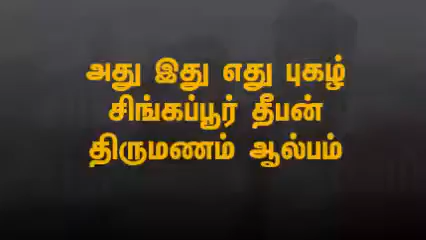 அது இது எது புகழ்
சிங்கப்பூர் தீபன்
திருமணம் ஆல்பம்